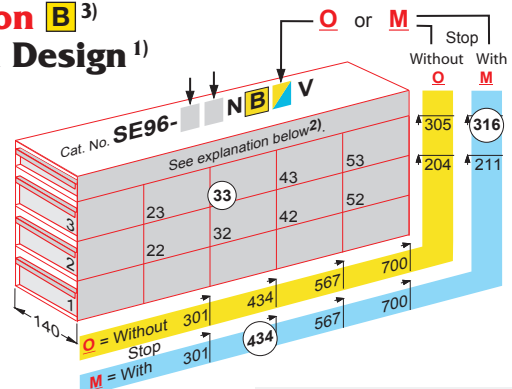 on B 3)
Design 1)
O or M
Stop
Without With
O M
Cat. No. SE96- N B V
See explanation below 2).
305 316
204 211
23 33 43 53
22 32 42 52
3
2
1
140
301 434 567 700
O = Without
Stop
M = With
301 434 567 700